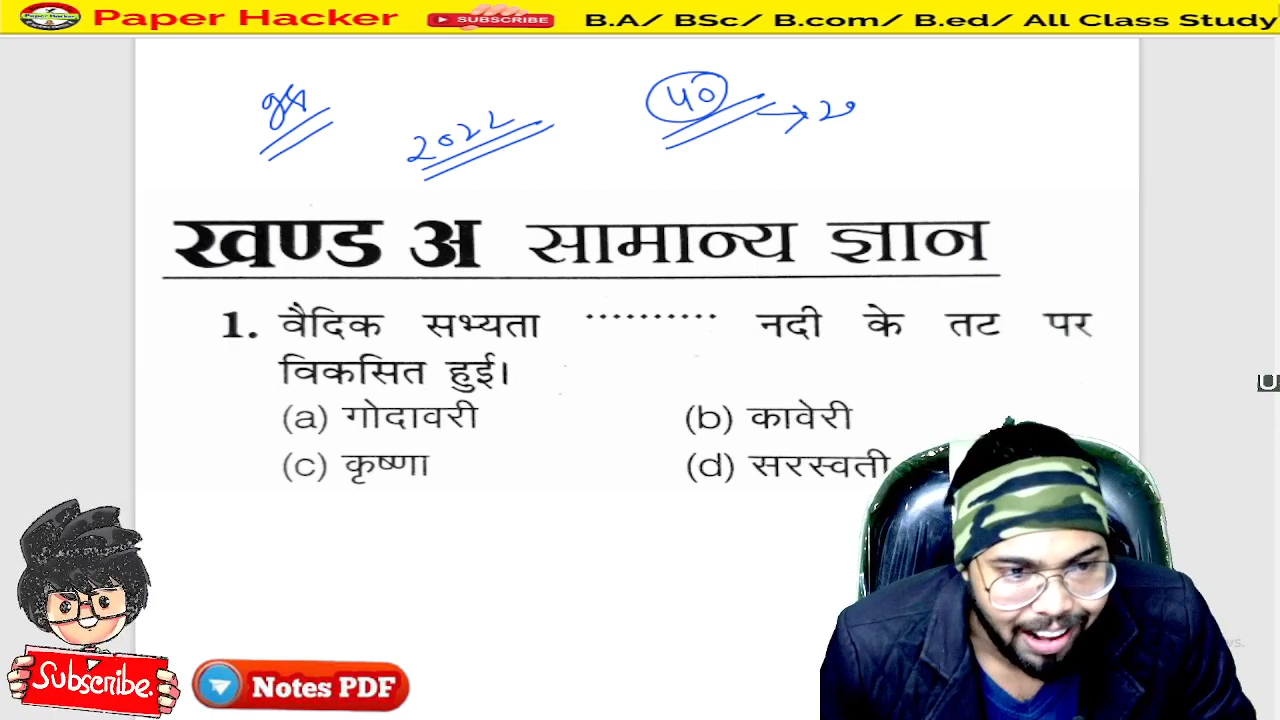 Paper Hacker SUBSCRIBE B.A/ BSc/ B.com/ B.ed/ All Class Study
2022
खण्ड अ सामान्य ज्ञान
1. वैदिक सभ्यता .......... नदी के तट पर
विकसित हुई।
(a) गोदावरी (b) कावेरी
(c) कृष्णा (d) सरस्वती
Subscribe.
Notes PDF